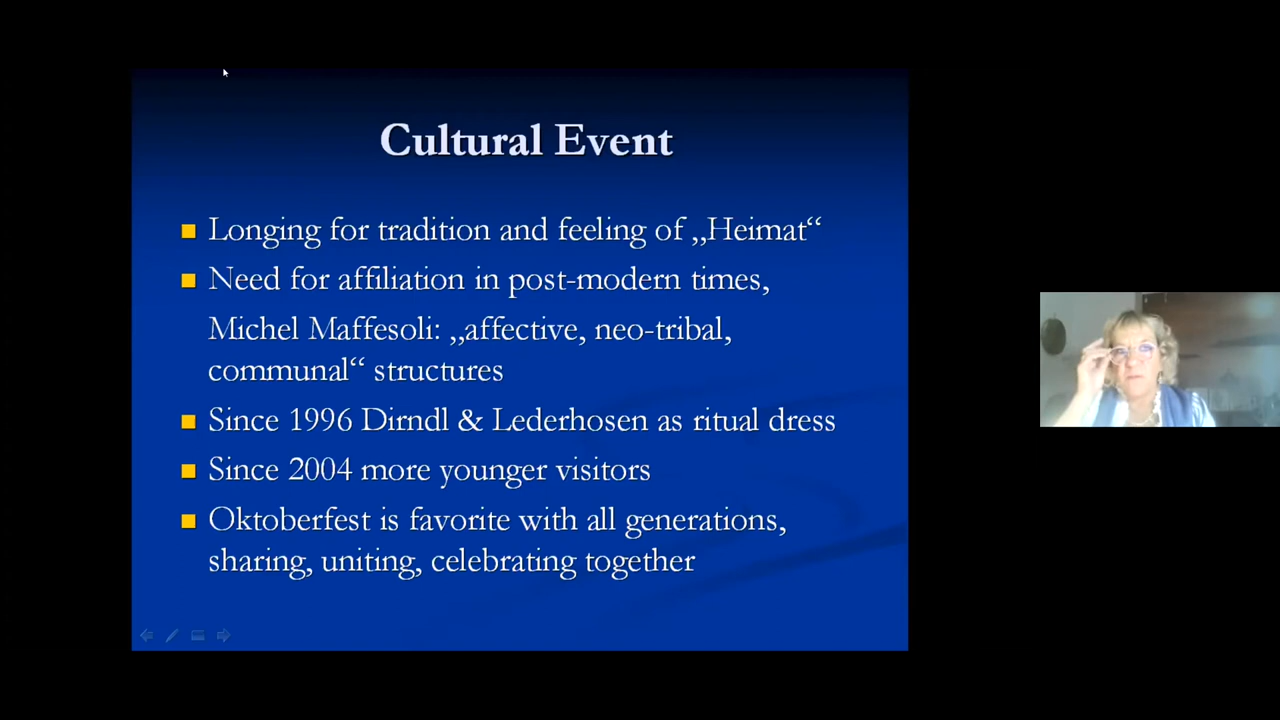 Cultural Event
Longing for tradition and feeling of „Heimat“
Need for affiliation in post-modern times,
Michel Maffesoli: „affective, neo-tribal,
communal“ structures
Since 1996 Dirndl & Lederhosen as ritual dress
Since 2004 more younger visitors
Oktoberfest is favorite with all generations,
sharing, uniting, celebrating together